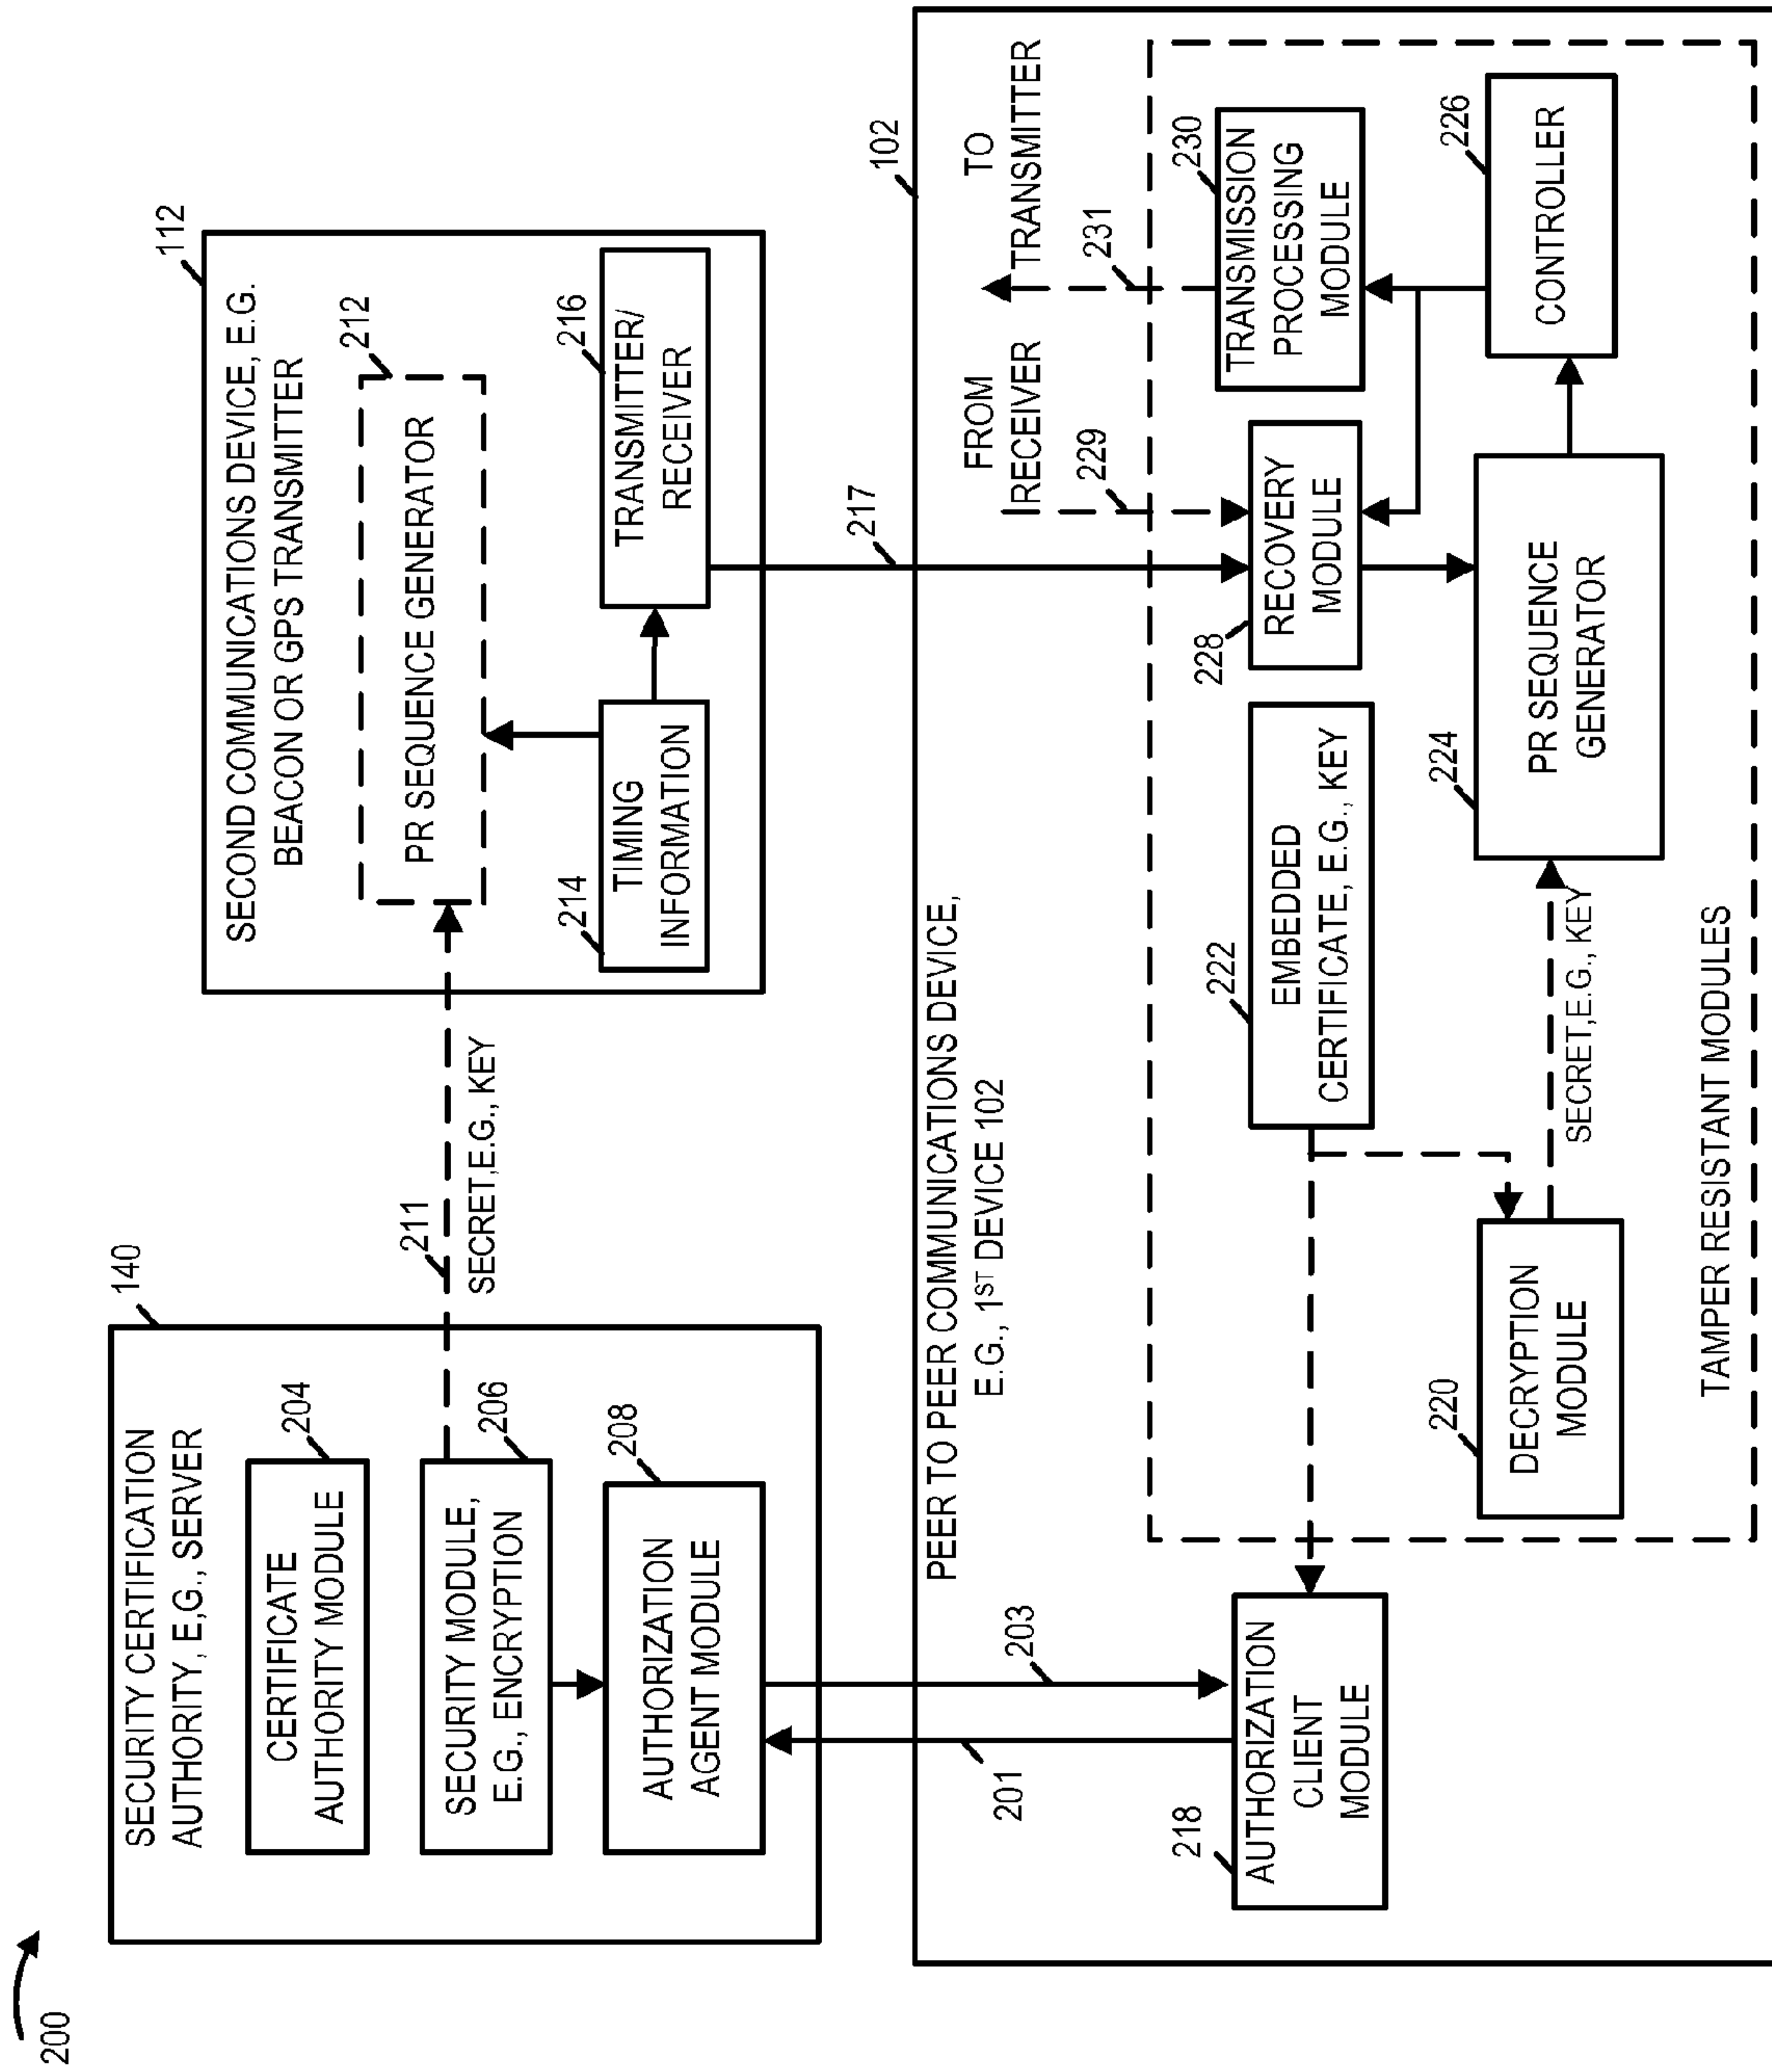 200
SECURITY CERTIFICATION
AUTHORITY, E,G., SERVER
140
CERTIFICATE
AUTHORITY MODULE
204
SECURITY MODULE,
E.G., ENCRYPTION
206
AUTHORIZATION
AGENT MODULE
208
211
SECRET,E.G., KEY
SECOND COMMUNICATIONS DEVICE, E.G.
BEACON OR GPS TRANSMITTER
112
PR SEQUENCE GENERATOR
212
214
TIMING
INFORMATION
216
TRANSMITTER/
RECEIVER
217
201
203
PEER TO PEER COMMUNICATIONS DEVICE,
E.G., 1ST DEVICE 102
102
218
AUTHORIZATION
CLIENT
MODULE
222
EMBEDDED
CERTIFICATE, E.G., KEY
FROM
RECEIVER
229
TO
TRANSMITTER
231
228
RECOVERY
MODULE
230
TRANSMISSION
PROCESSING
MODULE
220
DECRYPTION
MODULE
SECRET,E.G., KEY
224
PR SEQUENCE
GENERATOR
226
CONTROLLER
TAMPER RESISTANT MODULES